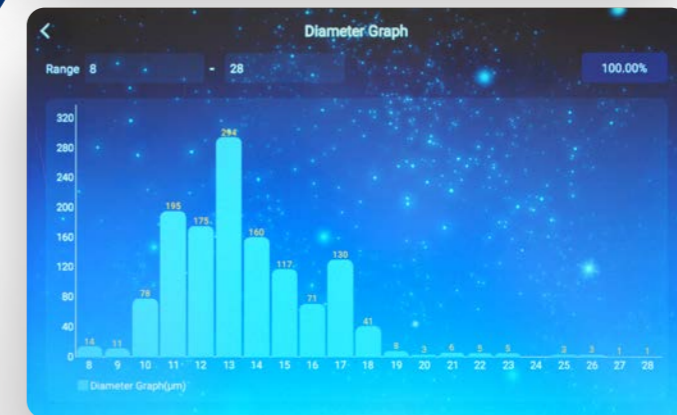 Diameter Graph
Range 8 - 28 100.00%
320
280
240
200
160
120
80
40
0
14 11 78 195 175 294 160 117 71 130 41 8 3 6 5 5 3 3 1 1
8 9 10 11 12 13 14 15 16 17 18 19 20 21 22 23 24 25 26 27 28
Diameter Graph(μm)